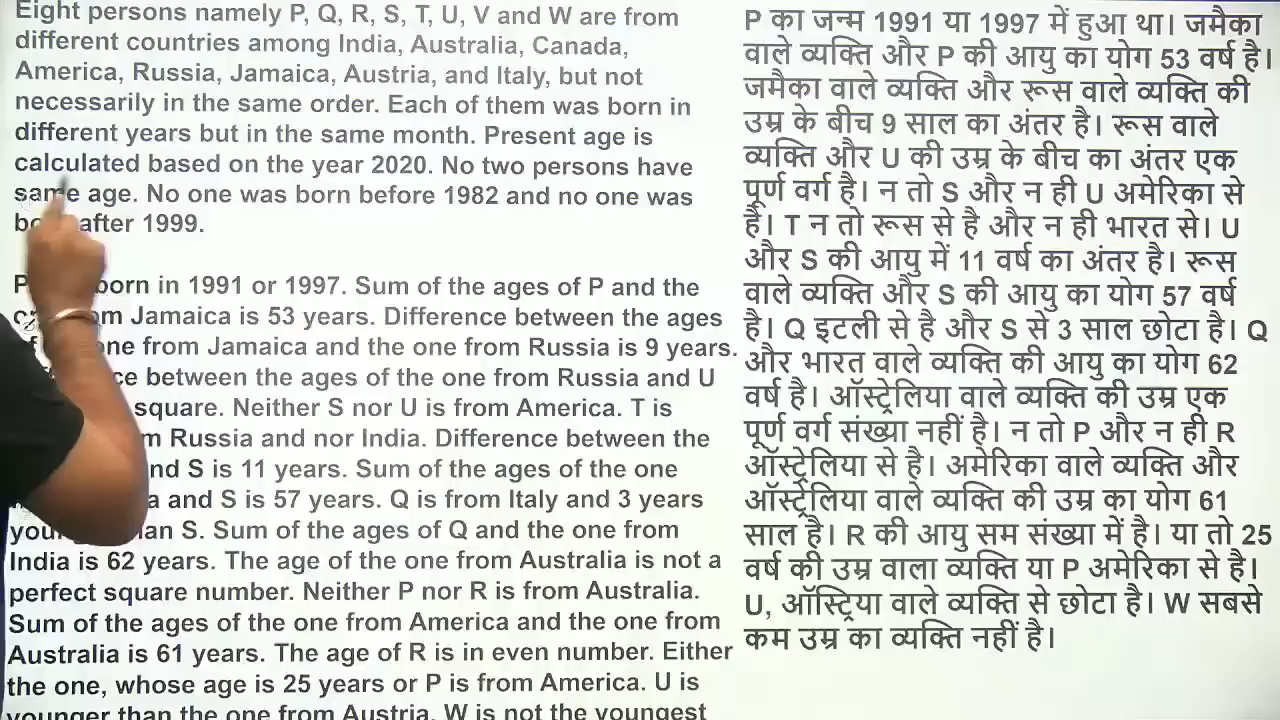 Eight persons namely P, Q, R, S, T, U, V and W are from
different countries among India, Australia, Canada,
America, Russia, Jamaica, Austria, and Italy, but not
necessarily in the same order. Each of them was born in
different years but in the same month. Present age is
calculated based on the year 2020. No two persons have
same age. No one was born before 1982 and no one was
after 1999.
born in 1991 or 1997. Sum of the ages of P and the
Jamaica is 53 years. Difference between the ages
one from Jamaica and the one from Russia is 9 years.
between the ages of the one from Russia and U
square. Neither S nor U is from America. T is
Russia and nor India. Difference between the
and S is 11 years. Sum of the ages of the one
and S is 57 years. Q is from Italy and 3 years
than S. Sum of the ages of Q and the one from
India is 62 years. The age of the one from Australia is not a
perfect square number. Neither P nor R is from Australia.
Sum of the ages of the one from America and the one from
Australia is 61 years. The age of R is in even number. Either
the one, whose age is 25 years or P is from America. U is
younger than the one from Austria. W is not the youngest
P का जन्म 1991 या 1997 में हुआ था। जमैका
वाले व्यक्ति और P की आयु का योग 53 वर्ष है।
जमैका वाले व्यक्ति और रूस वाले व्यक्ति की
उम्र के बीच 9 साल का अंतर है। रूस वाले
व्यक्ति और U की उम्र के बीच का अंतर एक
पूर्ण वर्ग है। न तो S और न ही U अमेरिका से
है। T न तो रूस से है और न ही भारत से। U
और S की आयु में 11 वर्ष का अंतर है। रूस
वाले व्यक्ति और S की आयु का योग 57 वर्ष
है। Q इटली से है और S से 3 साल छोटा है। Q
और भारत वाले व्यक्ति की आयु का योग 62
वर्ष है। ऑस्ट्रेलिया वाले व्यक्ति की उम्र एक
पूर्ण वर्ग संख्या नहीं है। न तो P और न ही R
ऑस्ट्रेलिया से है। अमेरिका वाले व्यक्ति और
ऑस्ट्रेलिया वाले व्यक्ति की उम्र का योग 61
साल है। R की आयु सम संख्या में है। या तो 25
वर्ष की उम्र वाला व्यक्ति या P अमेरिका से है।
U, ऑस्ट्रिया वाले व्यक्ति से छोटा है। W सबसे
कम उम्र का व्यक्ति नहीं है।